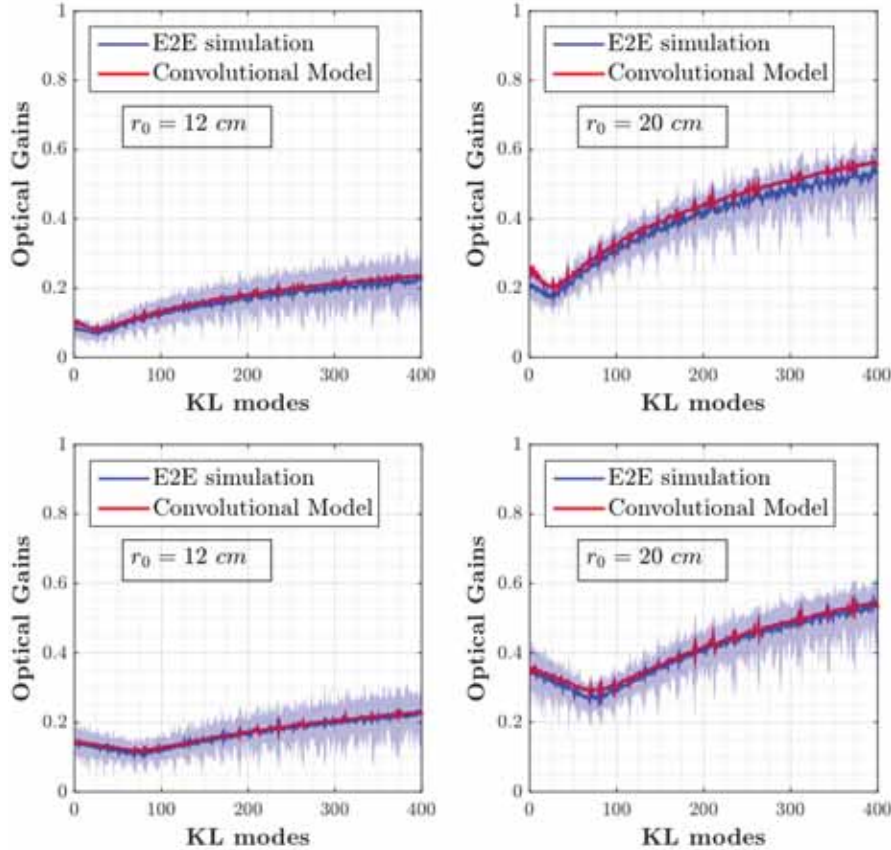 1
E2E simulation
Convolutional Model
0.8
r₀ = 12 cm
0.6
Optical Gains
0.4
0.2
0
0 100 200 300 400
KL modes
1
E2E simulation
Convolutional Model
0.8
r₀ = 20 cm
0.6
Optical Gains
0.4
0.2
0
0 100 200 300 400
KL modes
1
E2E simulation
Convolutional Model
0.8
r₀ = 12 cm
0.6
Optical Gains
0.4
0.2
0
0 100 200 300 400
KL modes
1
E2E simulation
Convolutional Model
0.8
r₀ = 20 cm
0.6
Optical Gains
0.4
0.2
0
0 100 200 300 400
KL modes